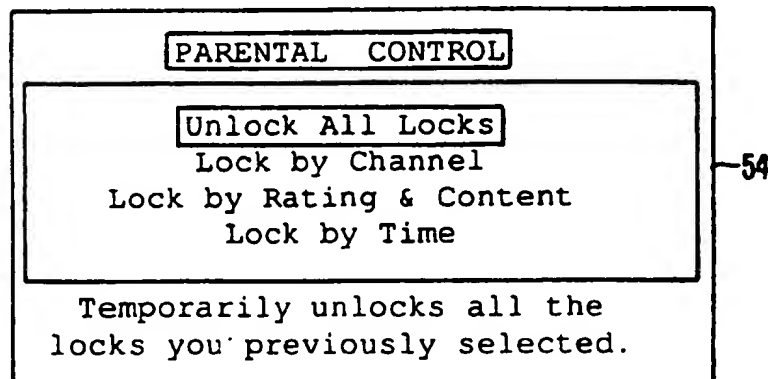 PARENTAL CONTROL
Unlock All Locks
Lock by Channel
Lock by Rating & Content
Lock by Time
54
Temporarily unlocks all the
locks you previously selected.